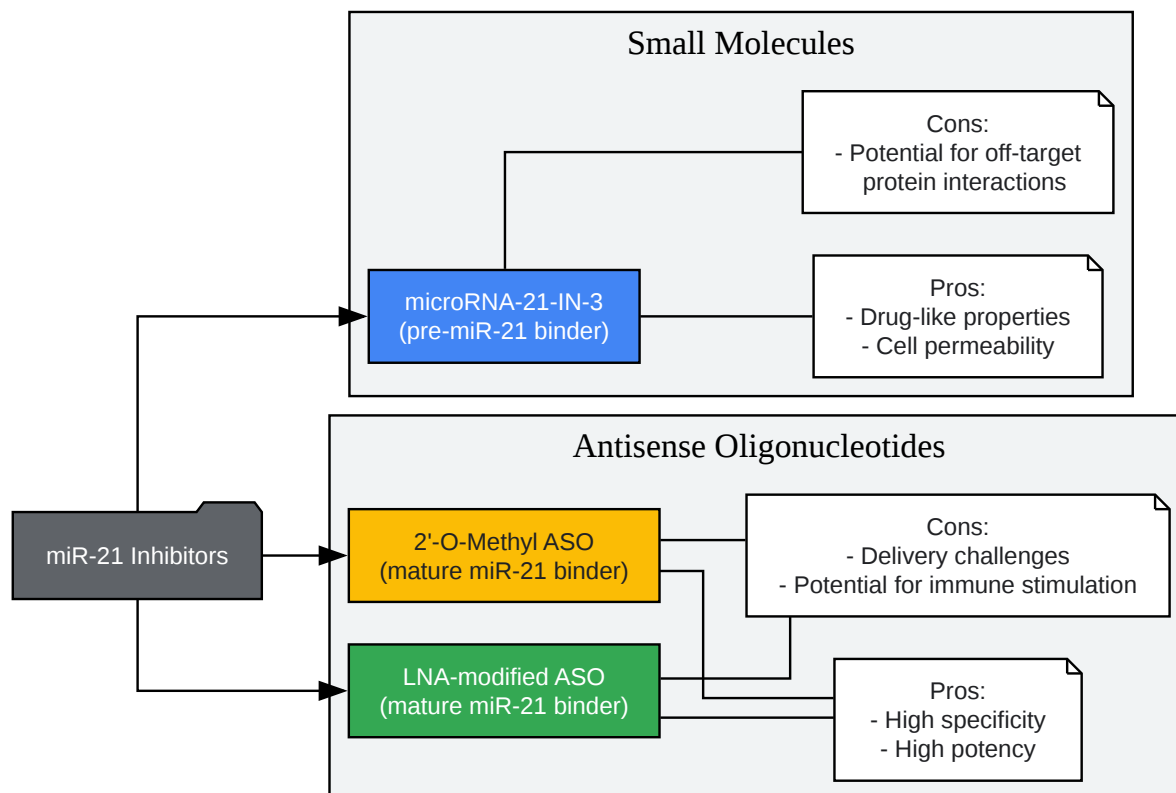 Small Molecules
Cons:
- Potential for off-target
protein interactions
microRNA-21-IN-3
(pre-miR-21 binder)
Pros:
- Drug-like properties
- Cell permeability
Antisense Oligonucleotides
miR-21 Inhibitors
2'-O-Methyl ASO
(mature miR-21 binder)
Cons:
- Delivery challenges
- Potential for immune stimulation
LNA-modified ASO
(mature miR-21 binder)
Pros:
- High specificity
- High potency